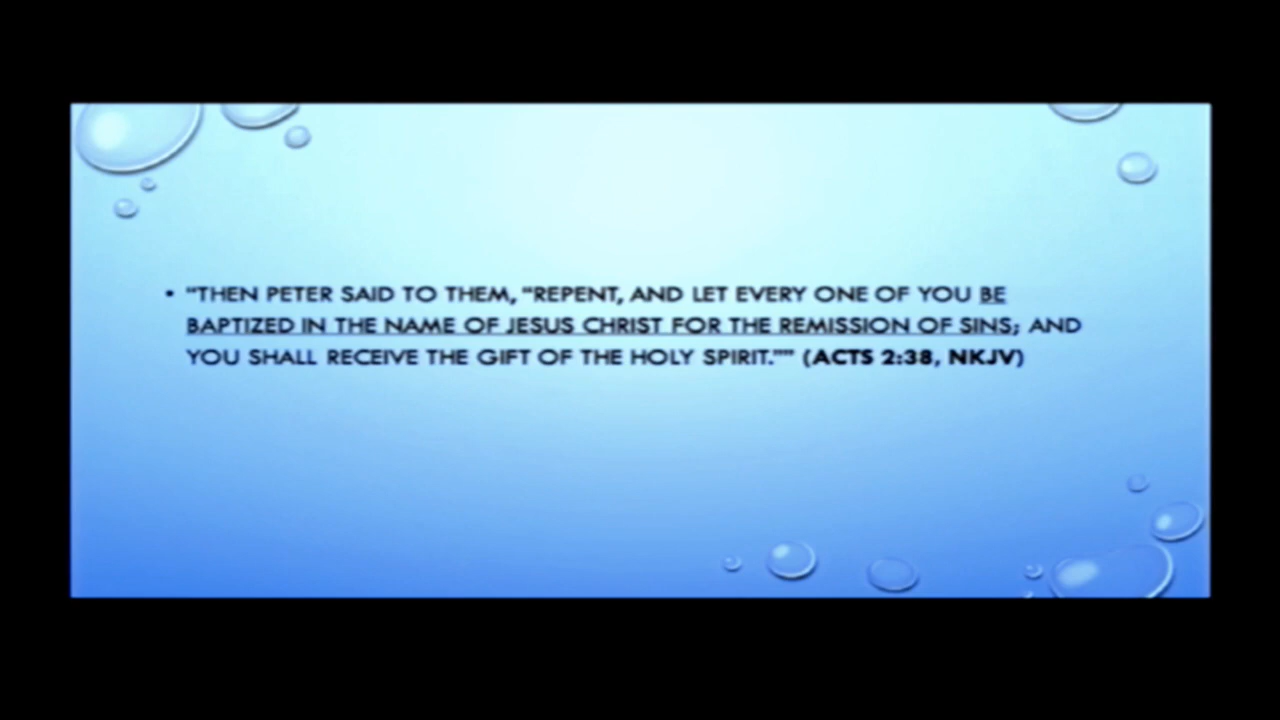 • "THEN PETER SAID TO THEM, "REPENT, AND LET EVERY ONE OF YOU BE
BAPTIZED IN THE NAME OF JESUS CHRIST FOR THE REMISSION OF SINS; AND
YOU SHALL RECEIVE THE GIFT OF THE HOLY SPIRIT."" (ACTS 2:38, NKJV)